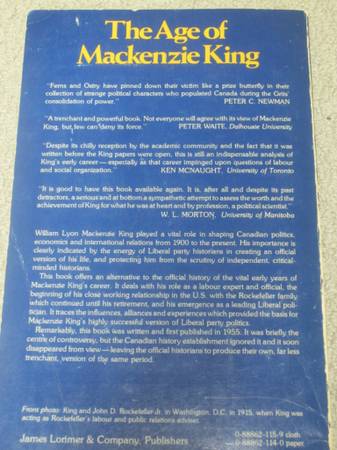 The Age of
Mackenzie King
"Ferns and Ostry have pinned down their victim like a prize butterfly in their
collection of strange political characters who populated Canada during the Grits'
consolidation of power."
PETER C. NEWMAN
"A trenchant and powerful book. Not everyone will agree with its view of Mackenzie
King, but few can deny its force."
PETER WAITE, Dalhousie University
"Despite its chilly reception by the academic community and the fact that it was
written before the King papers were open, this is still an indispensable analysis of
King's early career — especially as that career impinged upon questions of labour
and social organization."
KEN MCNAUGHT, University of Toronto
"It is good to have this book available again. It is, after all and despite its past
detractors, a serious and at bottom a sympathetic attempt to assess the worth and the
achievement of King for what he was at heart and by profession, a political scientist."
W. L. MORTON, University of Manitoba
William Lyon Mackenzie King played a vital role in shaping Canadian politics,
economics and international relations from 1900 to the present. His importance is
clearly indicated by the energy of Liberal party historians in creating an official
version of his life, and protecting him from the scrutiny of independent, critical-
minded historians.
This book offers an alternative to the official history of the vital early years of
Mackenzie King's career. It deals with his role as a labour expert and official, the
beginning of his close working relationship in the U.S. with the Rockefeller family
which continued until his retirement, and his emergence as a leading Liberal poli-
tician. It traces the influences, alliances and experiences which provided the basis for
Mackenzie King's highly successful version of Liberal party politics.
Remarkably, this book was written and first published in 1955. It was briefly the
centre of controversy, but the Canadian history establishment ignored it and it soon
disappeared from view—leaving the official historians to produce their own, far less
trenchant, version of the same period.
Front photo: King and John D. Rockefeller Jr. in Washington, D.C. in 1915, when King was
acting as Rockefeller's labour and public relations adviser.
0-88862-115-9 cloth
James Lorimer & Company, Publishers
0-88862-114-0 paper